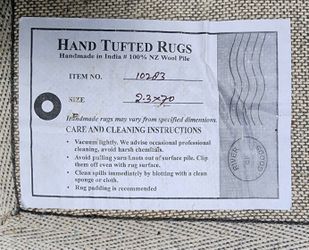 HAND TUFTED RUGS
Handmade in India # 100% NZ Wool Pile
ITEM NO. 10283
SIZE 2.3x70
Handmade rugs may vary from specified dimensions.
CARE AND CLEANING INSTRUCTIONS
• Vacuum lightly. We advise occasional professional
cleaning, avoid harsh chemicals.
• Avoid pulling yarn knots out of surface pile. Clip
them off even with rug surface.
• Clean spills immediately by blotting with a clean
sponge or cloth.
• Rug padding is recommended
RIVER